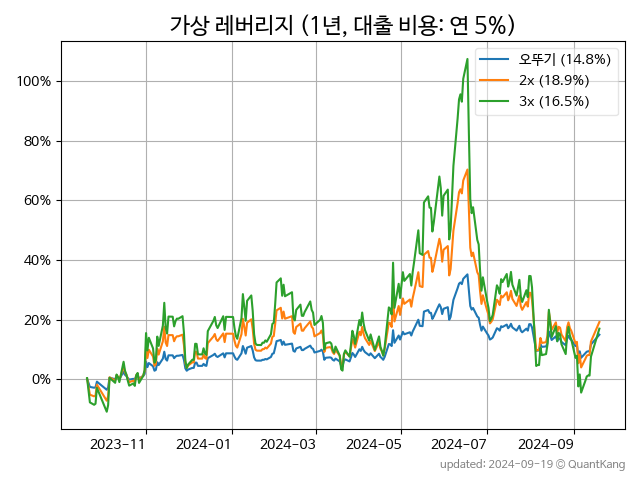 가상 레버리지 (1년, 대출 비용: 연 5%)
오뚜기 (14.8%)
2x (18.9%)
3x (16.5%)
100%
80%
60%
40%
20%
0%
2023-11 2024-01 2024-03 2024-05 2024-07 2024-09
updated: 2024-09-19 © QuantKang